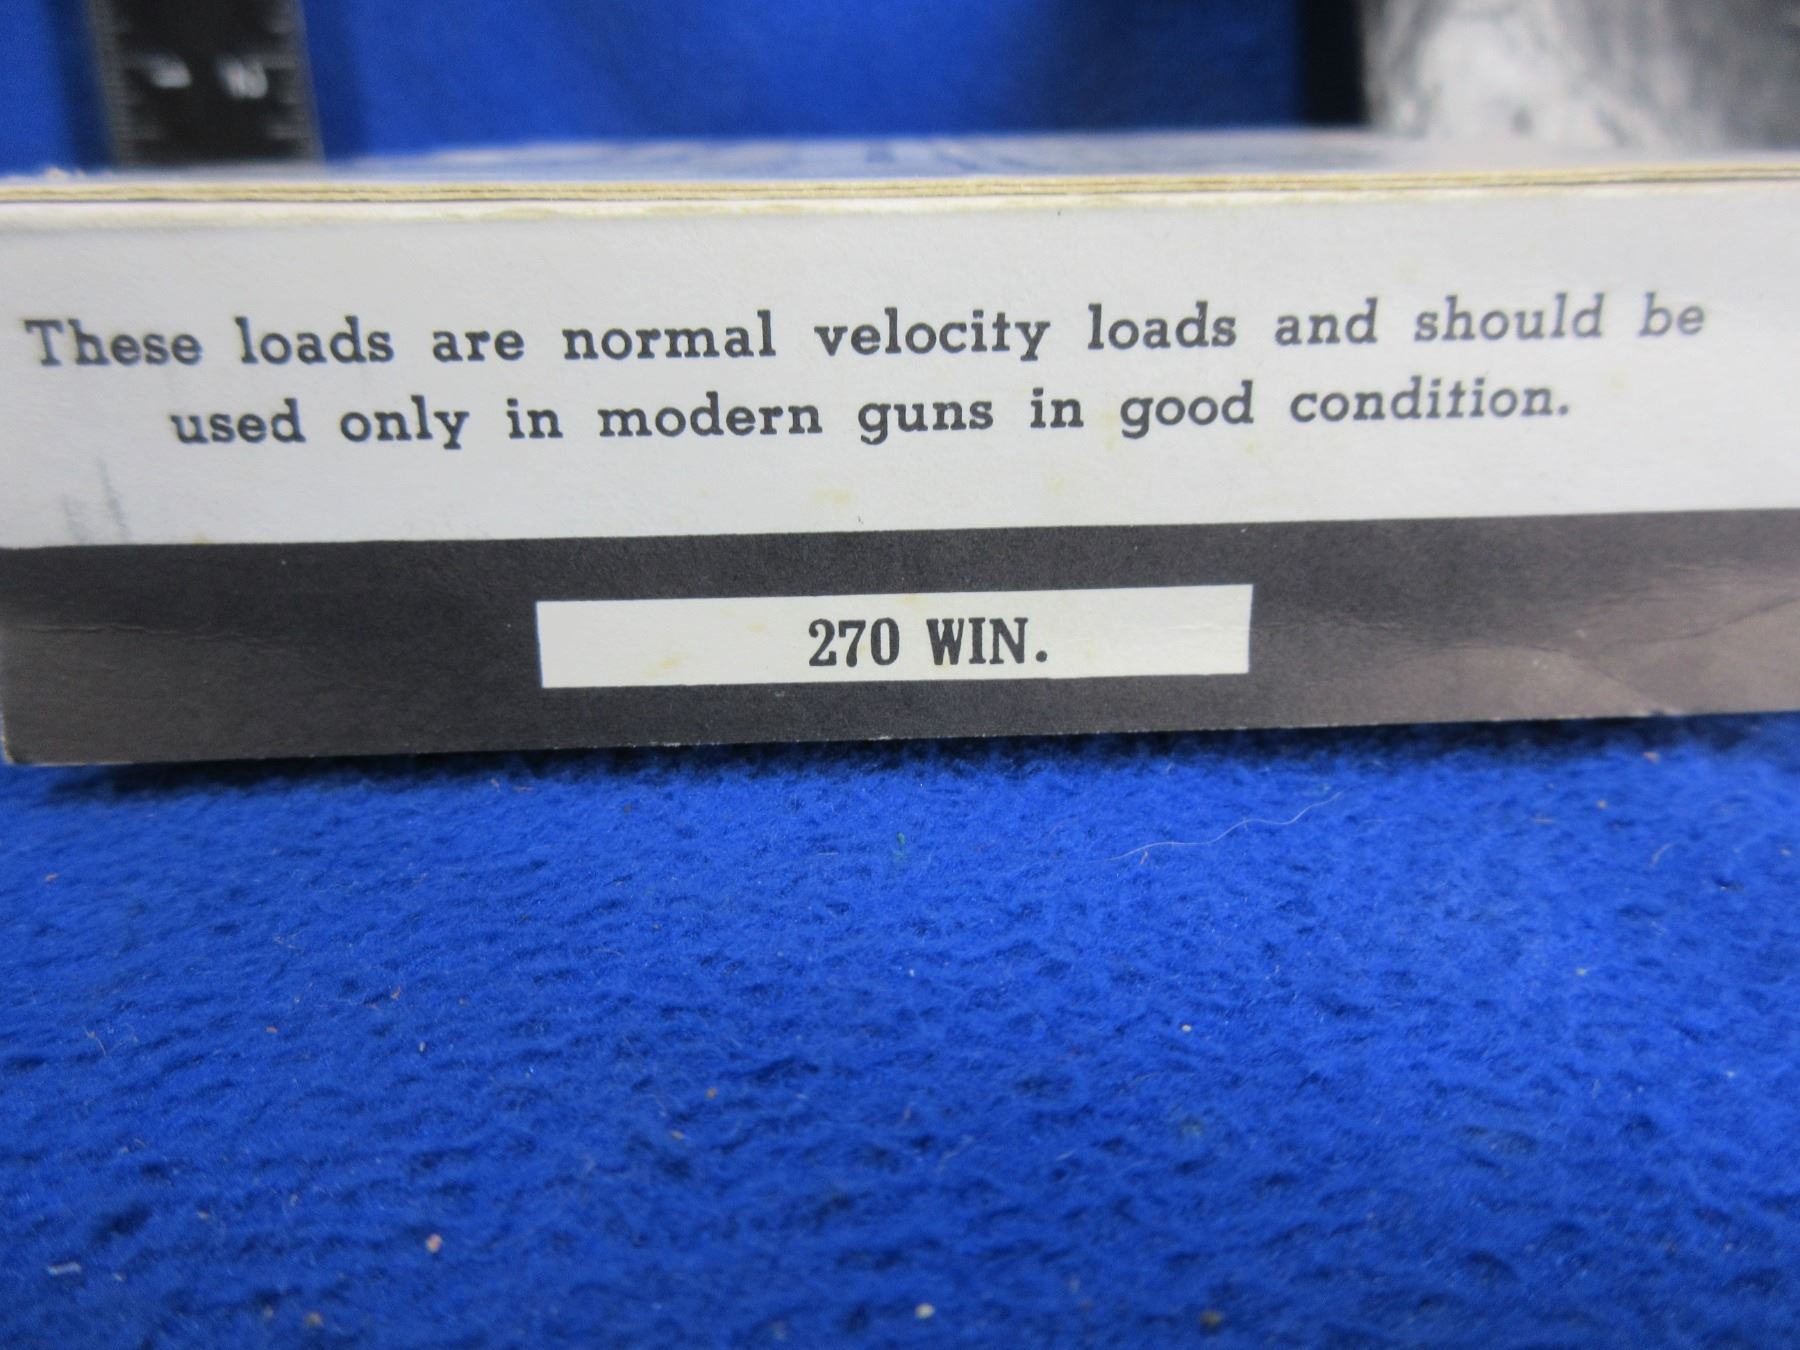 These loads are normal velocity loads and should be
used only in modern guns in good condition.
270 WIN.